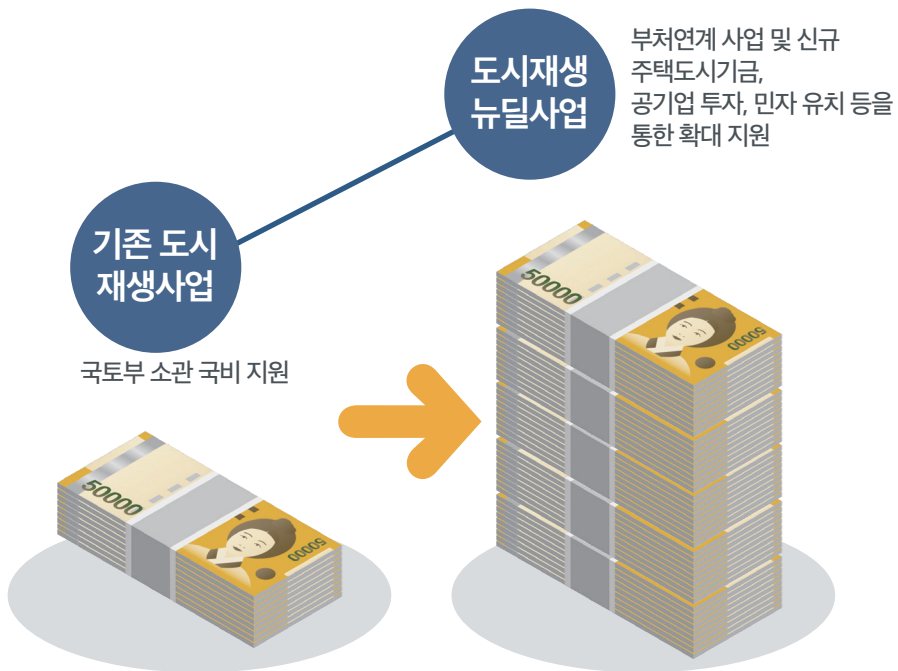 도시재생
뉴딜사업
부처연계 사업 및 신규
주택도시기금,
공기업 투자, 민자 유치 등을
통한 확대 지원
기존 도시
재생사업
국토부 소관 국비 지원
50000
50000
50000
50000